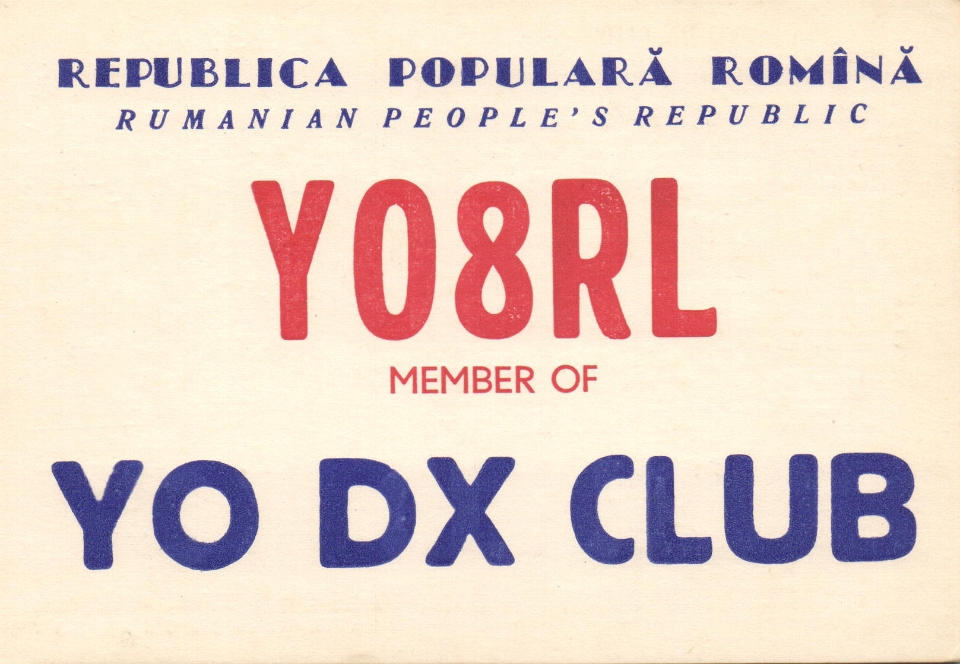 REPUBLICA POPULARĂ ROMÎNĂ
RUMANIAN PEOPLE'S REPUBLIC
YO8RL
MEMBER OF
YO DX CLUB